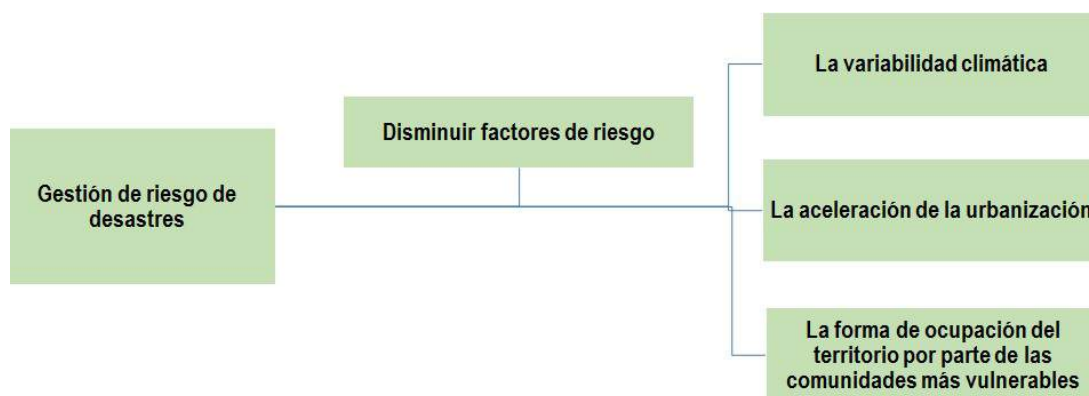 Gestión de riesgo de
desastres
Disminuir factores de riesgo
La variabilidad climática
La aceleración de la urbanización
La forma de ocupación del
territorio por parte de las
comunidades más vulnerables